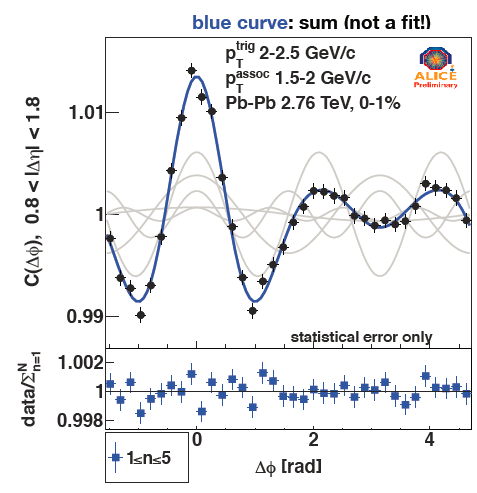 blue curve: sum (not a fit!)
p_T^trig 2-2.5 GeV/c
p_T^assoc 1.5-2 GeV/c
Pb-Pb 2.76 TeV, 0-1%
ALICE
Preliminary
C(Δϕ), 0.8 < |Δη| < 1.8
1.01
1
0.99
statistical error only
data/Σ^N_n=1
1.002
1
0.998
0 2 4
1≤n≤5
Δϕ [rad]